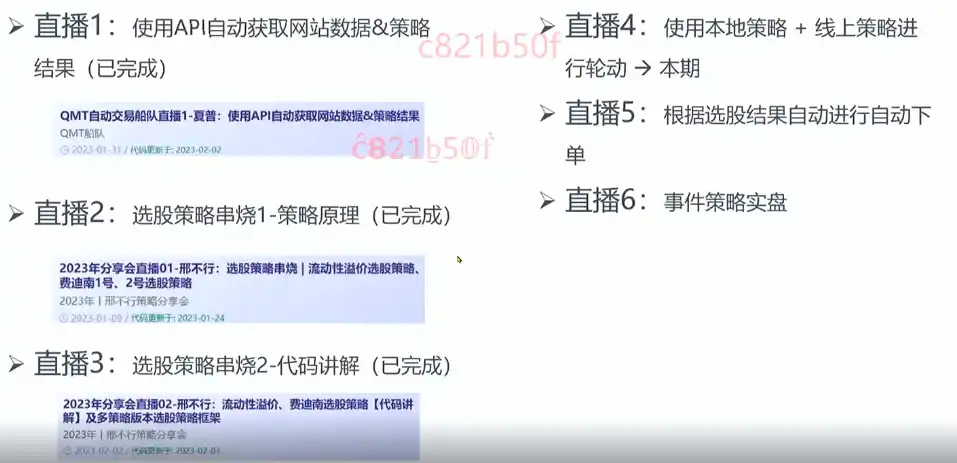 直播1：使用API自动获取网站数据&策略
结果（已完成）
QMT自动交易船队直播1-夏普：使用API自动获取网站数据&策略结果
QMT船队
2023-01-31 / 代码更新于: 2023-02-02
直播2：选股策略串烧1-策略原理（已完成）
2023年分享会直播01-邢不行：选股策略串烧 | 流动性溢价选股策略、
费迪南1号、2号选股策略
2023年丨邢不行策略分享会
2023-01-09 / 代码更新于: 2023-01-24
直播3：选股策略串烧2-代码讲解（已完成）
2023年分享会直播02-邢不行：流动性溢价、费迪南选股策略【代码讲
解】及多策略版本选股策略框架
2023年丨邢不行策略分享会
2023-02-02 / 代码更新于: 2023-02-03
直播4：使用本地策略 + 线上策略进
行轮动 → 本期
直播5：根据选股结果自动进行自动下
单
直播6：事件策略实盘
c821b50f
c821b50f